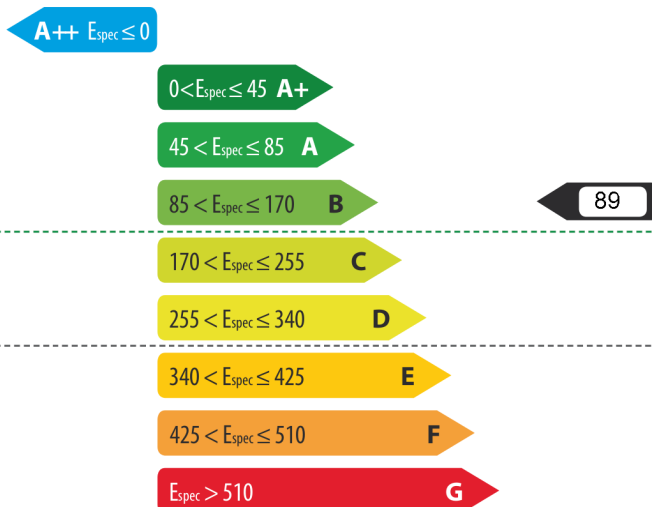 A++ Espec ≤ 0
0<Espec ≤ 45 A+
45 < Espec ≤ 85 A
85 < Espec ≤ 170 B
89
170 < Espec ≤ 255 C
255 < Espec ≤ 340 D
340 < Espec ≤ 425 E
425 < Espec ≤ 510 F
Espec > 510 G